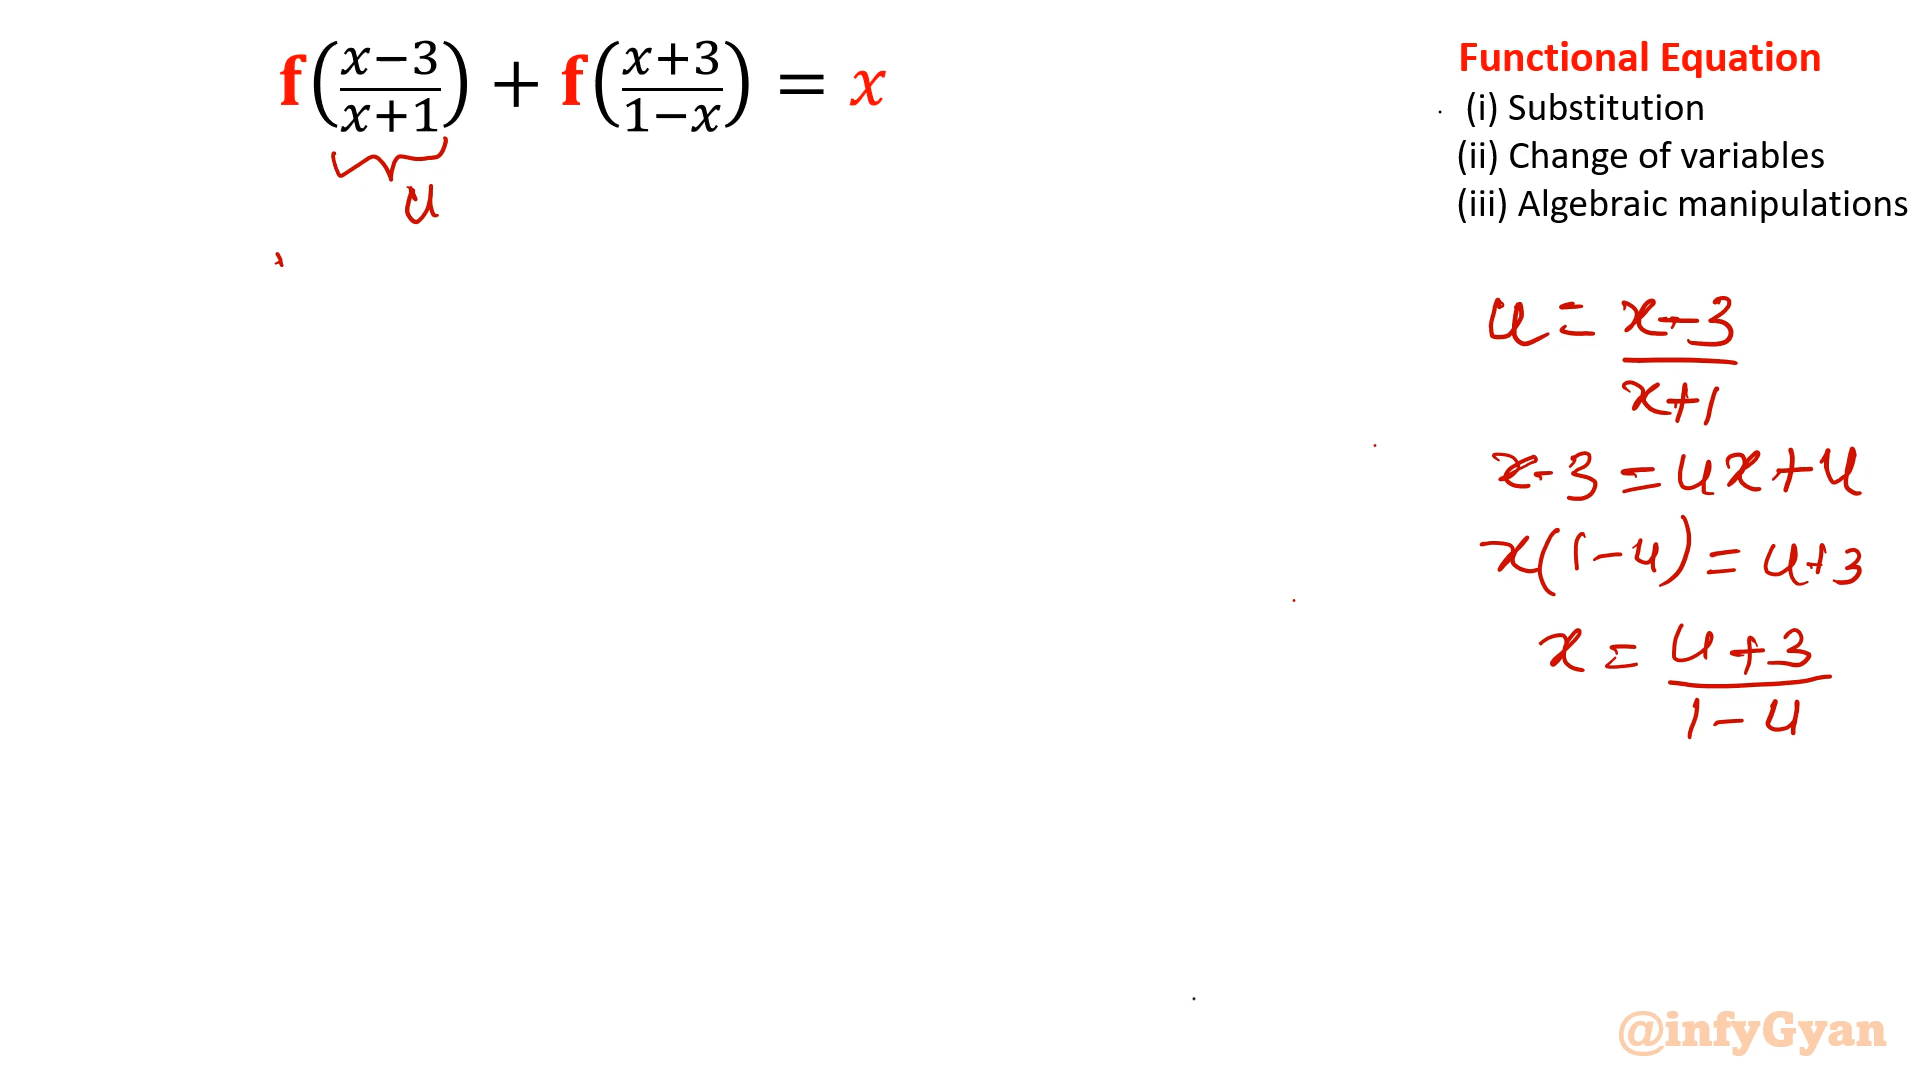 f((x−3)/(x+1)) + f((x+3)/(1−x)) = x
u
Functional Equation
(i) Substitution
(ii) Change of variables
(iii) Algebraic manipulations
u = (x-3)/(x+1)
x-3 = ux+u
x(1-u) = u+3
x = (u+3)/(1-u)
@infyGyan